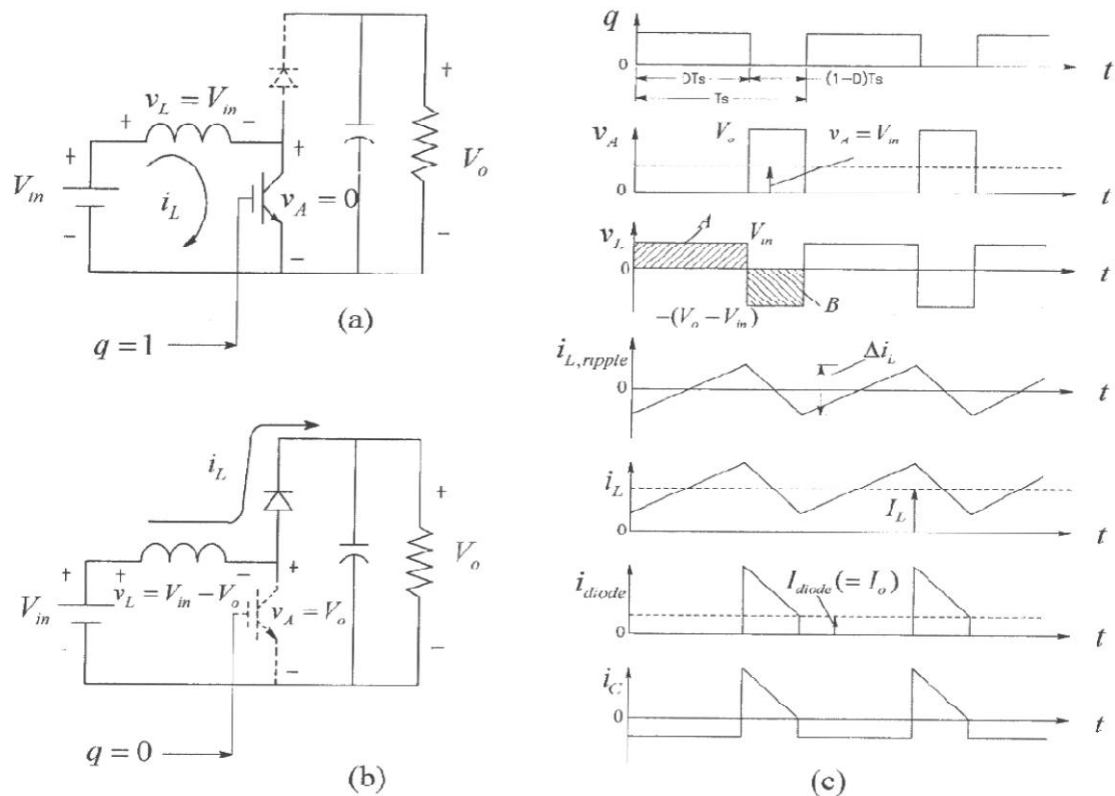 v_L = V_in
+ −
+
V_in
−
i_L
+
v_A = 0
−
+
V_o
−
q = 1
(a)
i_L
+ −
v_L = V_in − V_o
+
V_in
−
+
v_A = V_o
−
+
V_o
−
q = 0
(b)
q
0
t
DTs
(1−D)Ts
Ts
v_A
V_o
v_A = V_in
0
t
v_L
A
V_in
0
t
B
−(V_o − V_in)
i_L,ripple
Δi_L
0
t
i_L
I_L
0
t
i_diode
I_diode (= I_o)
0
t
i_C
0
t
(c)